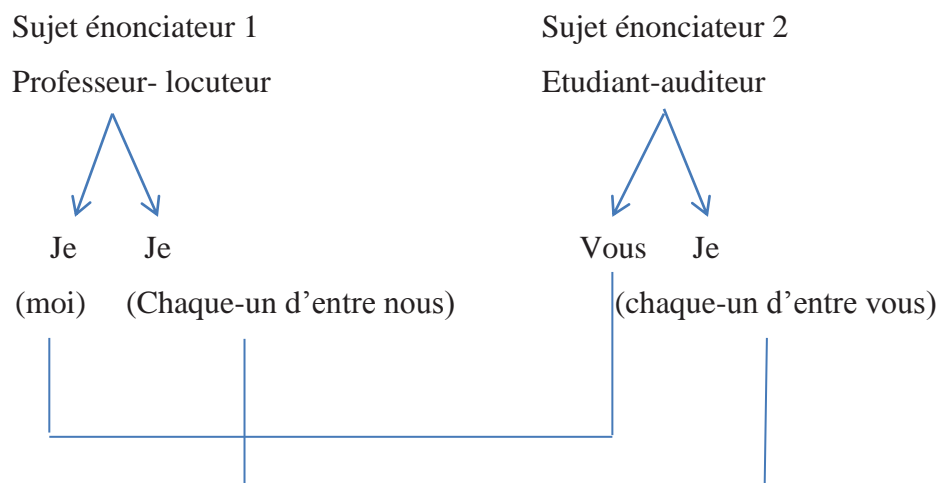 Sujet énonciateur 1 Sujet énonciateur 2
Professeur- locuteur Etudiant-auditeur
Je Je Vous Je
(moi) (Chaque-un d’entre nous) (chaque-un d’entre vous)